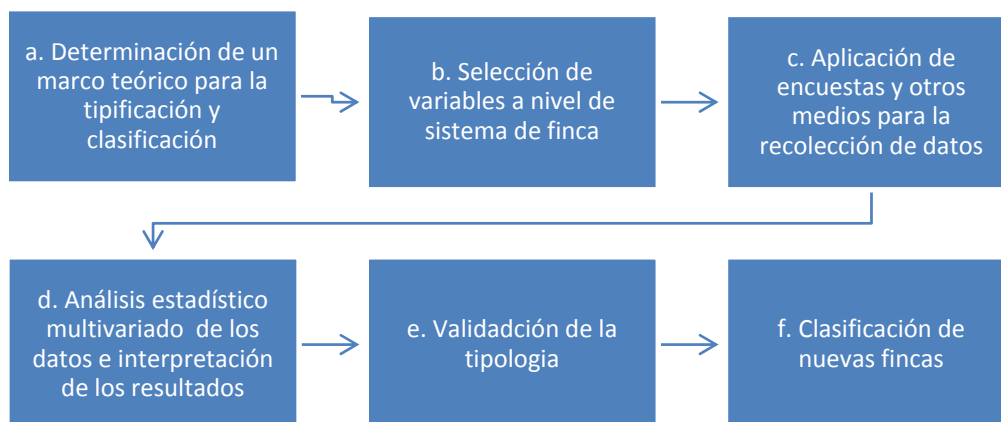 a. Determinación de un
marco teórico para la
tipificación y
clasificación
b. Selección de
variables a nivel de
sistema de finca
c. Aplicación de
encuestas y otros
medios para la
recolección de datos
d. Análisis estadístico
multivariado de los
datos e interpretación
de los resultados
e. Validadción de la
tipologia
f. Clasificación de
nuevas fincas